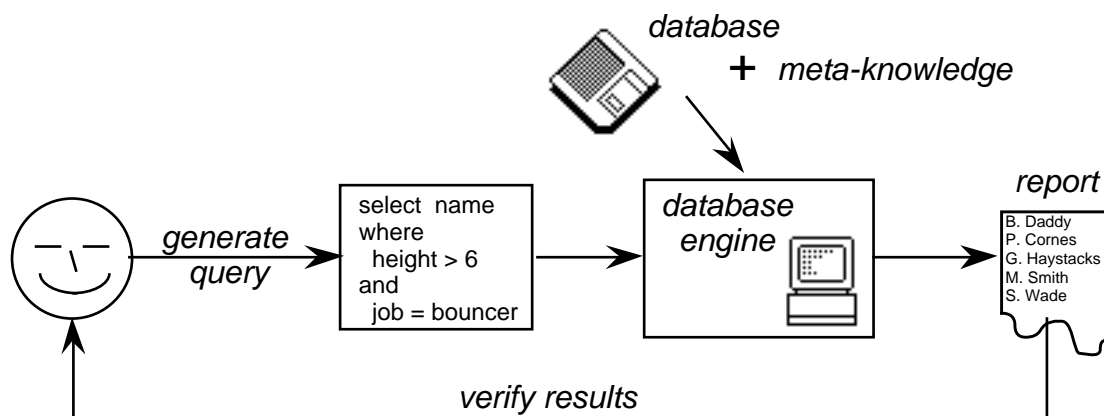 database
+ meta-knowledge
generate
query
select name
where
height > 6
and
job = bouncer
database
engine
report
B. Daddy
P. Cornes
G. Haystacks
M. Smith
S. Wade
verify results